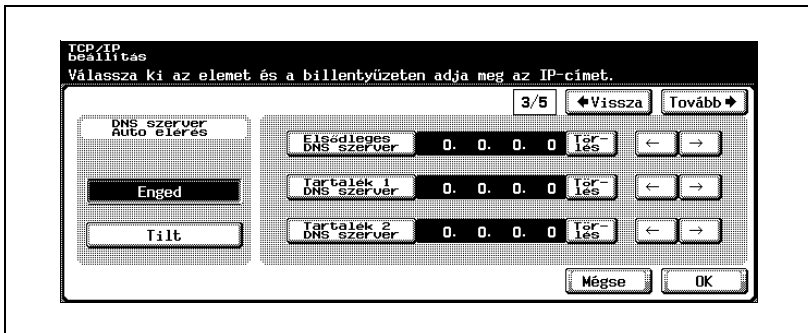 TCP/IP
beállítás
Válassza ki az elemet és a billentyűzeten adja meg az IP-címet.
3/5 ←Vissza Tovább→
DNS szerver
Auto elérés
Enged
Tilt
Elsődleges
DNS szerver
0. 0. 0. 0
Tör-
lés
← →
Tartalék 1
DNS szerver
0. 0. 0. 0
Tör-
lés
← →
Tartalék 2
DNS szerver
0. 0. 0. 0
Tör-
lés
← →
Mégse OK